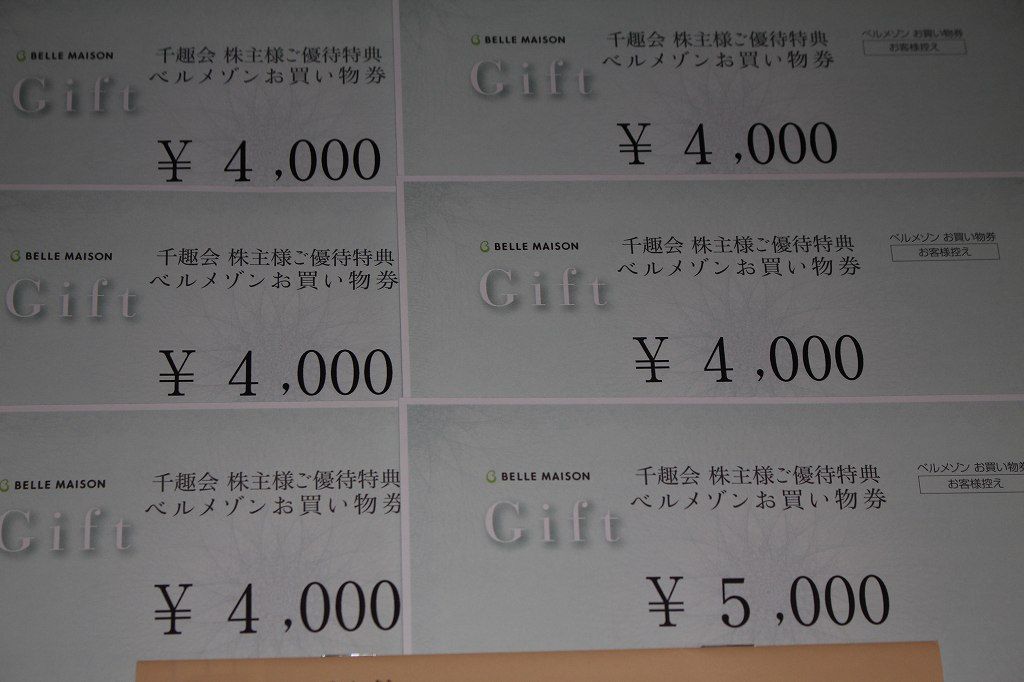 BELLE MAISON
千趣会 株主様ご優待特典
ベルメゾンお買い物券
Gift
¥ 4,000
BELLE MAISON
千趣会 株主様ご優待特典
ベルメゾンお買い物券
Gift
¥ 4,000
ベルメゾン お買い物券
お客様控え
BELLE MAISON
千趣会 株主様ご優待特典
ベルメゾンお買い物券
Gift
¥ 4,000
BELLE MAISON
千趣会 株主様ご優待特典
ベルメゾンお買い物券
Gift
¥ 4,000
ベルメゾン お買い物券
お客様控え
BELLE MAISON
千趣会 株主様ご優待特典
ベルメゾンお買い物券
Gift
¥ 4,000
BELLE MAISON
千趣会 株主様ご優待特典
ベルメゾンお買い物券
Gift
¥ 5,000
ベルメゾン お買い物券
お客様控え